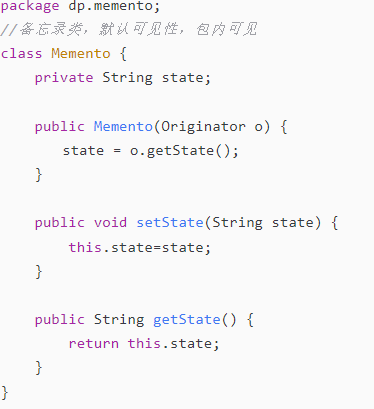 package dp.memento;
//备忘录类，默认可见性，包内可见
class Memento {
    private String state;

    public Memento(Originator o) {
        state = o.getState();
    }

    public void setState(String state) {
        this.state=state;
    }

    public String getState() {
        return this.state;
    }
}